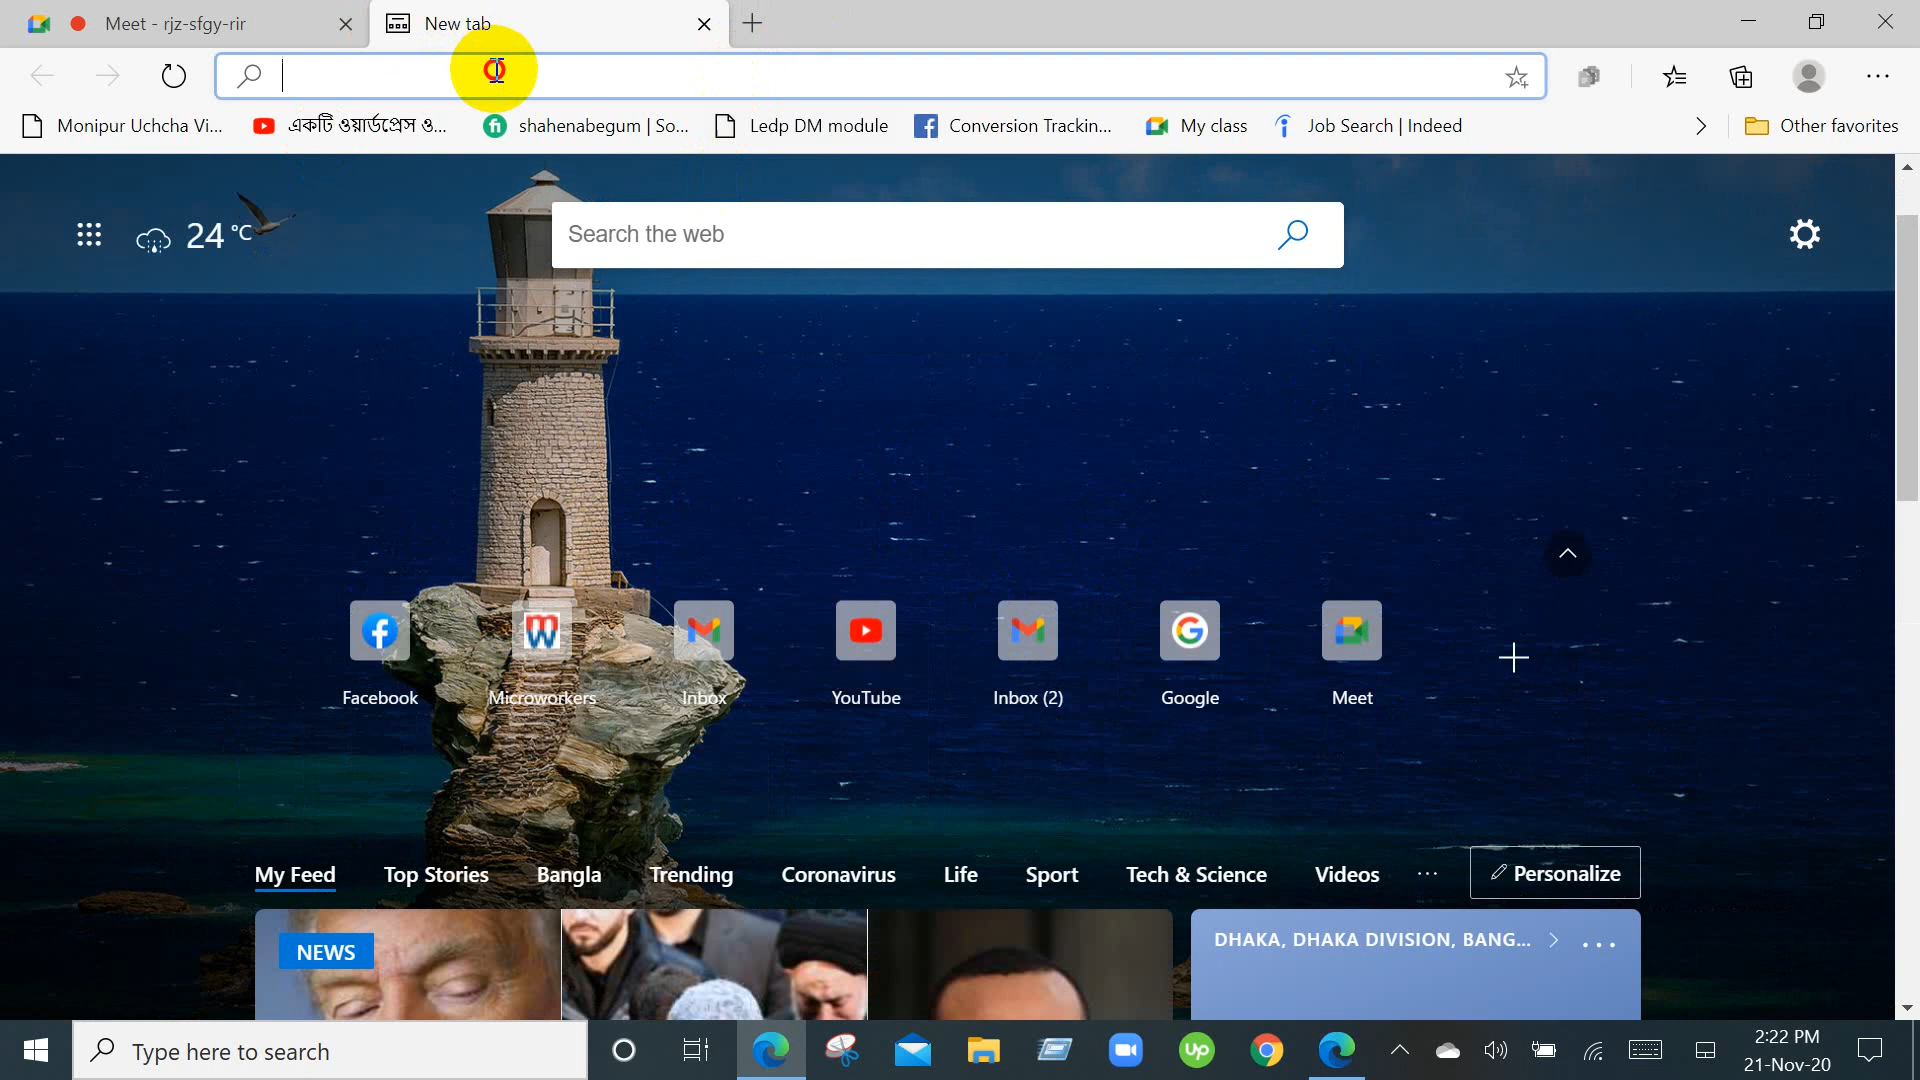 Meet - rjz-sfgy-rir
New tab
Monipur Uchcha Vi...
একটি ওয়ার্ডপ্রেস ও...
shahenabegum | So...
Ledp DM module
Conversion Trackin...
My class
Job Search | Indeed
Other favorites
24 °C
Search the web
Facebook
Microworkers
Inbox
YouTube
Inbox (2)
Google
Meet
My Feed
Top Stories
Bangla
Trending
Coronavirus
Life
Sport
Tech & Science
Videos
Personalize
NEWS
DHAKA, DHAKA DIVISION, BANG...
Type here to search
up
2:22 PM
21-Nov-20